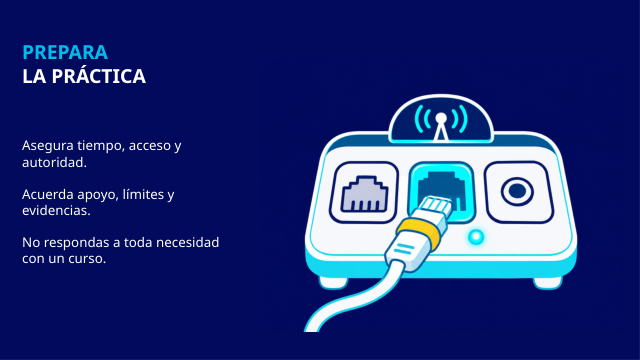 PREPARA
LA PRÁCTICA
Asegura tiempo, acceso y
autoridad.
Acuerda apoyo, límites y
evidencias.
No respondas a toda necesidad
con un curso.